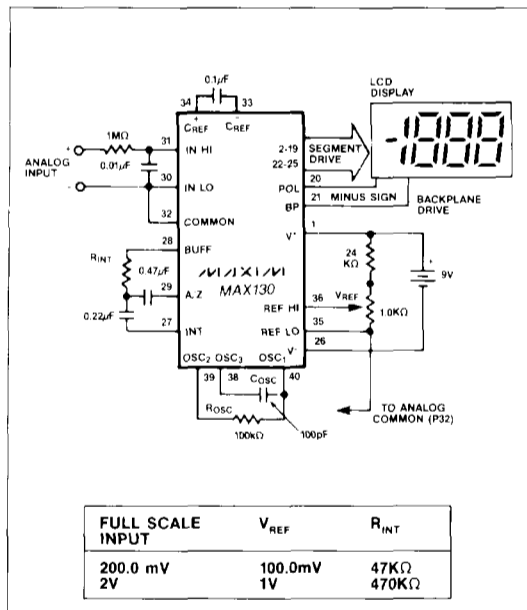 0.1µF
34
33
C⁺REF
C⁻REF
LCD
DISPLAY
-1888
1MΩ
31
IN HI
2-19
22-25
SEGMENT
DRIVE
ANALOG
INPUT
+
-
0.01µF
30
IN LO
POL
20
MINUS SIGN
BP
21
BACKPLANE
DRIVE
32
COMMON
V⁺
1
28
BUFF
RINT
0.47µF
29
A/Z
0.22µF
27
INT
MAXIM
MAX130
24
KΩ
+
9V
REF HI
36
VREF
1.0KΩ
REF LO
35
V⁻
26
OSC2
OSC3
OSC1
39
38
40
COSC
ROSC
100kΩ
100pF
TO ANALOG
COMMON (P32)
FULL SCALE INPUT VREF RINT
200.0 mV 100.0mV 47KΩ
2V 1V 470KΩ